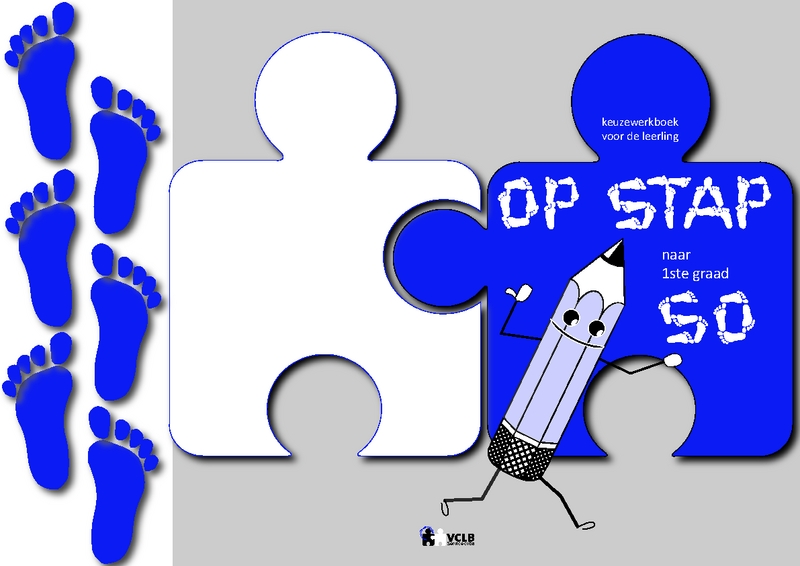 keuzewerkboek
voor de leerling
OP STAP
naar
1ste graad
SO
VCLB